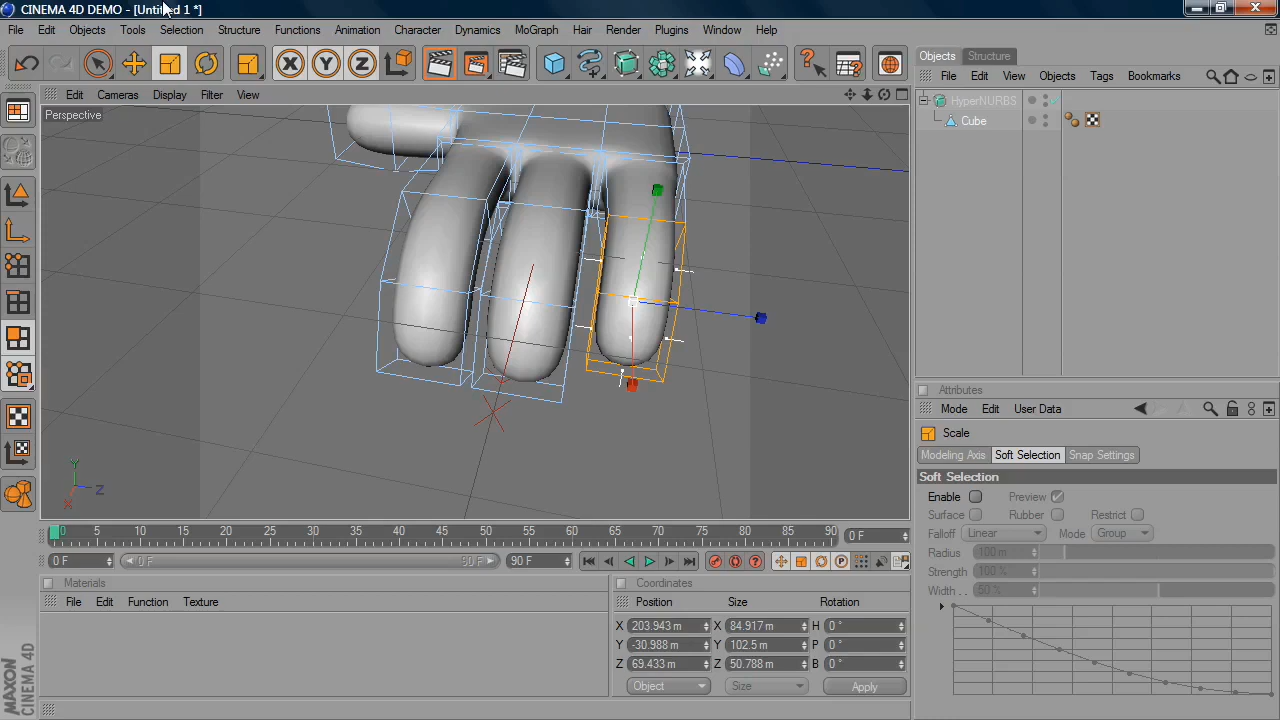 CINEMA 4D DEMO - [Untitled 1 *]
File Edit Objects Tools Selection Structure Functions Animation Character Dynamics MoGraph Hair Render Plugins Window Help
Objects Structure
File Edit View Objects Tags Bookmarks
Edit Cameras Display Filter View
Perspective
HyperNURBS
Cube
Attributes
Mode Edit User Data
Scale
Modeling Axis Soft Selection Snap Settings
Soft Selection
Enable Preview
Surface Rubber Restrict
Falloff Linear Mode Group
Radius 100 m
Strength 100 %
Width . . 50 %
Y
Z
X
0 5 10 15 20 25 30 35 40 45 50 55 60 65 70 75 80 85 90 0 F
0 F 0 F 90 F 90 F
Materials
File Edit Function Texture
Coordinates
Position Size Rotation
X 203.943 m X 84.917 m H 0 °
Y -30.988 m Y 102.5 m P 0 °
Z 69.433 m Z 50.788 m B 0 °
Object Size Apply
MAXON
CINEMA 4D